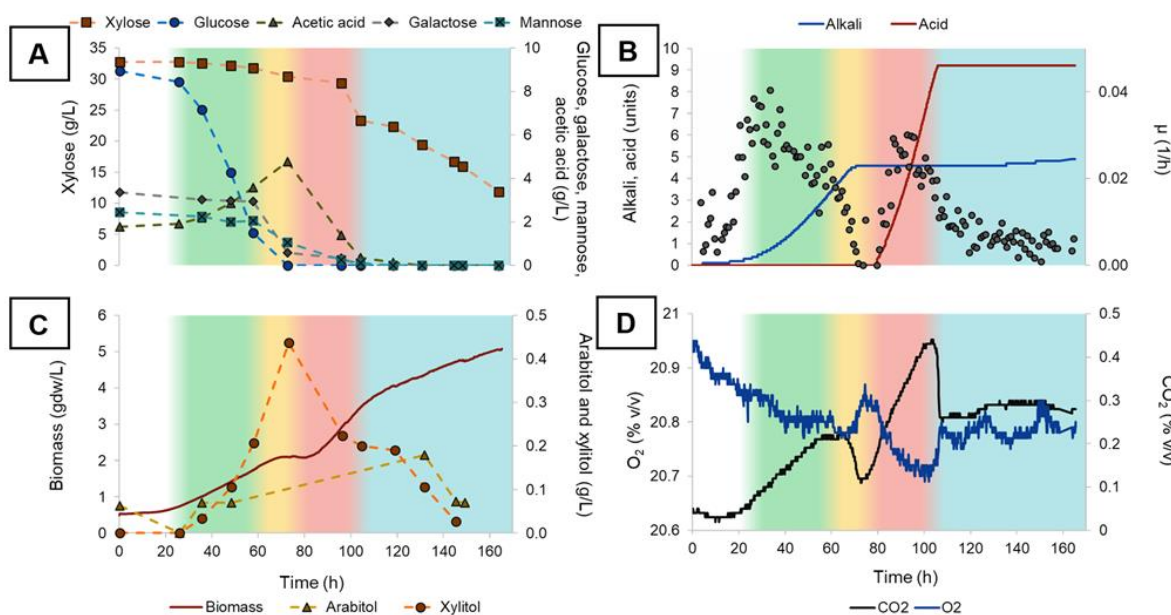 Xylose Glucose Acetic acid Galactose Mannose
Alkali Acid
A
35
30
25
20
15
10
5
0
Xylose (g/L)
10
8
6
4
2
0
Glucose, galactose, mannose,
acetic acid (g/L)
B
10
9
8
7
6
5
4
3
2
1
0
Alkali, acid (units)
0.04
0.02
0.00
μ (1/h)
C
6
5
4
3
2
1
0
Biomass (gdw/L)
0.5
0.4
0.3
0.2
0.1
0.0
Arabitol and xylitol
(g/L)
0 20 40 60 80 100 120 140 160
Time (h)
Biomass Arabitol Xylitol
D
21
20.9
20.8
20.7
20.6
O2 (% v/v)
0.5
0.4
0.3
0.2
0.1
0
CO2 (% v/v)
0 20 40 60 80 100 120 140 160
Time (h)
CO2 O2